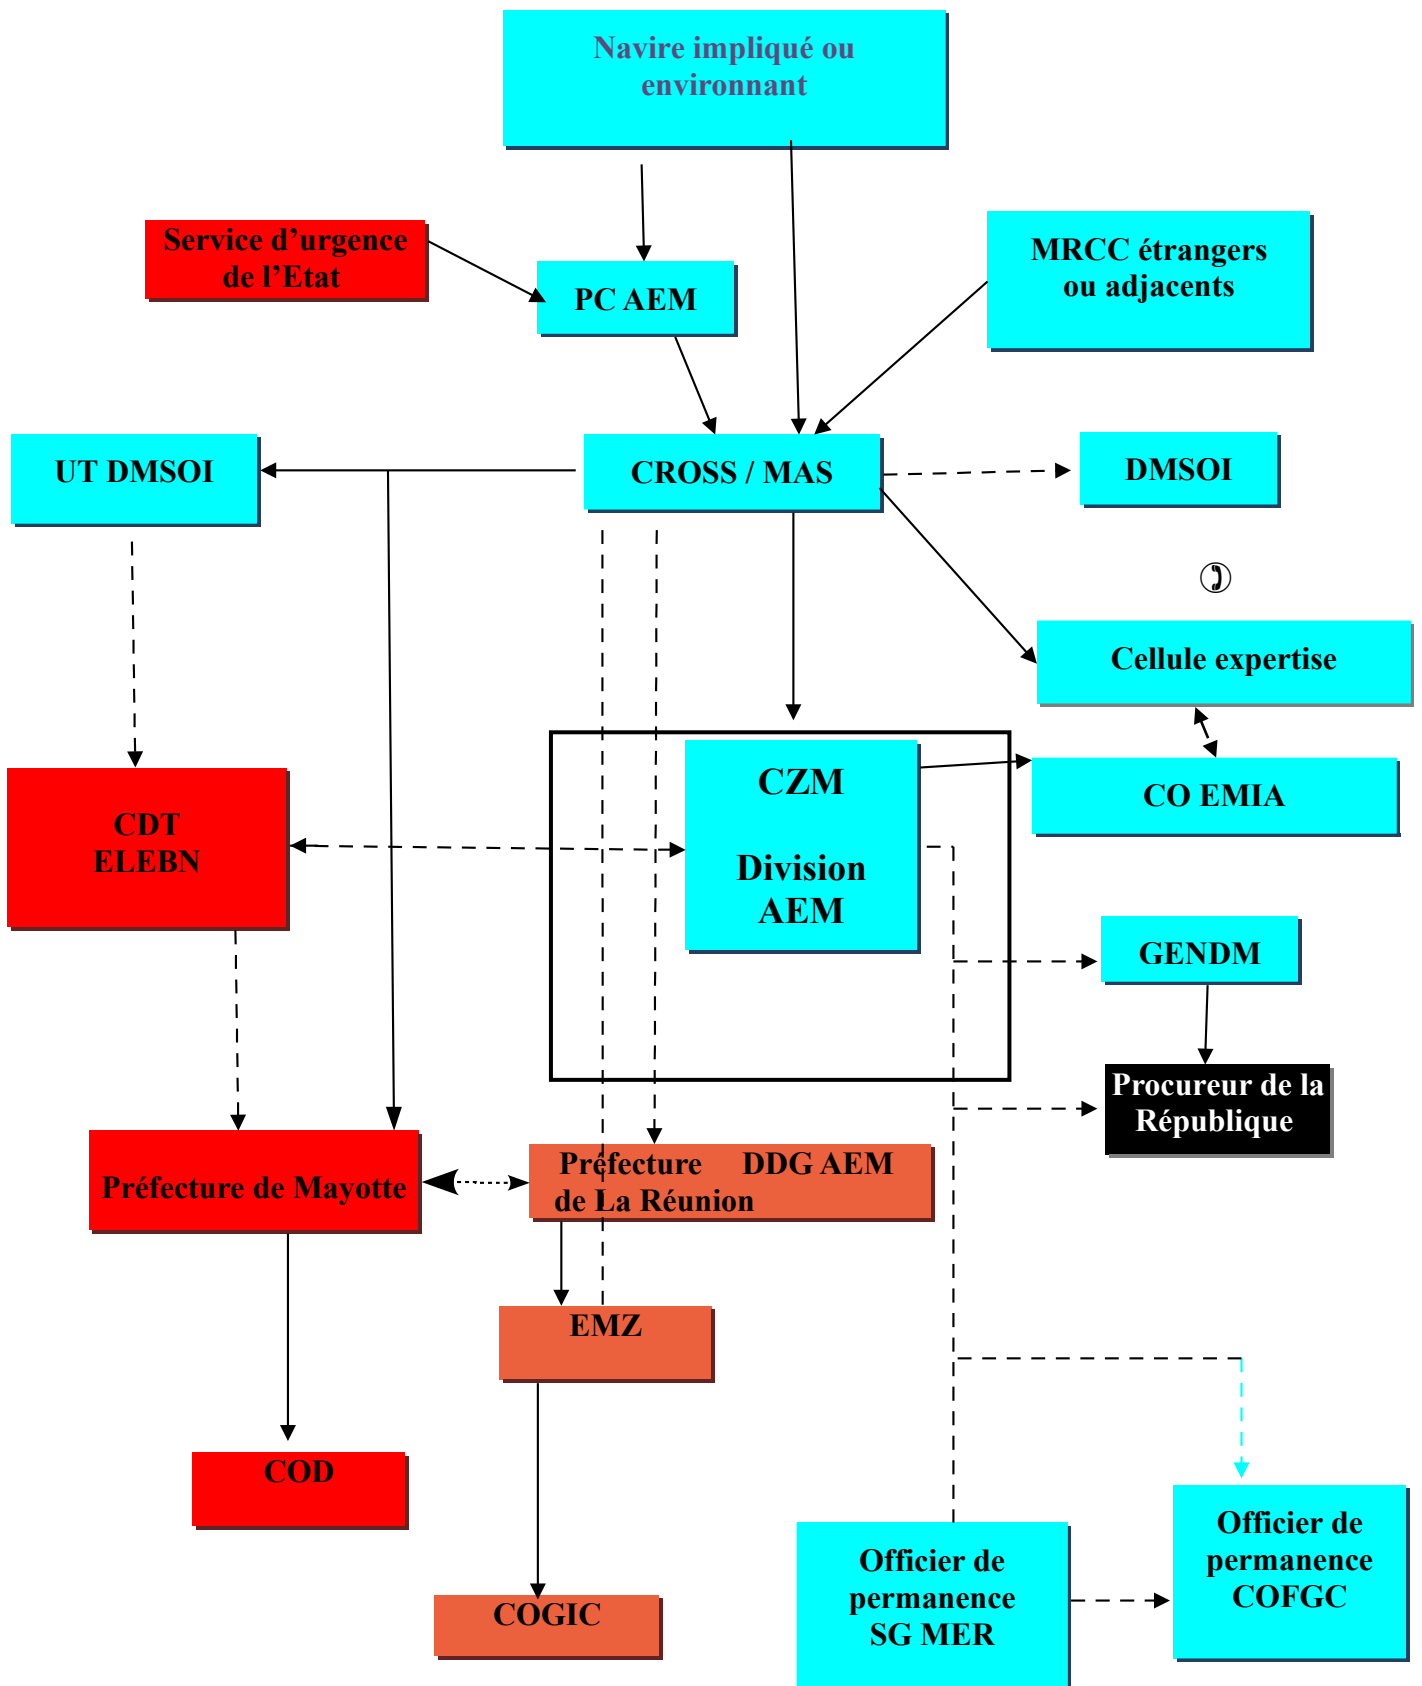 Navire impliqué ou
environnant
Service d’urgence
de l’Etat
PC AEM
MRCC étrangers
ou adjacents
UT DMSOI
CROSS / MAS
DMSOI
Cellule expertise
CZM
CO EMIA
CDT
ELEBN
Division
AEM
GENDM
Procureur de la
République
Préfecture de Mayotte
Préfecture DDG AEM
de La Réunion
EMZ
COD
COGIC
Officier de
permanence
SG MER
Officier de
permanence
COFGC